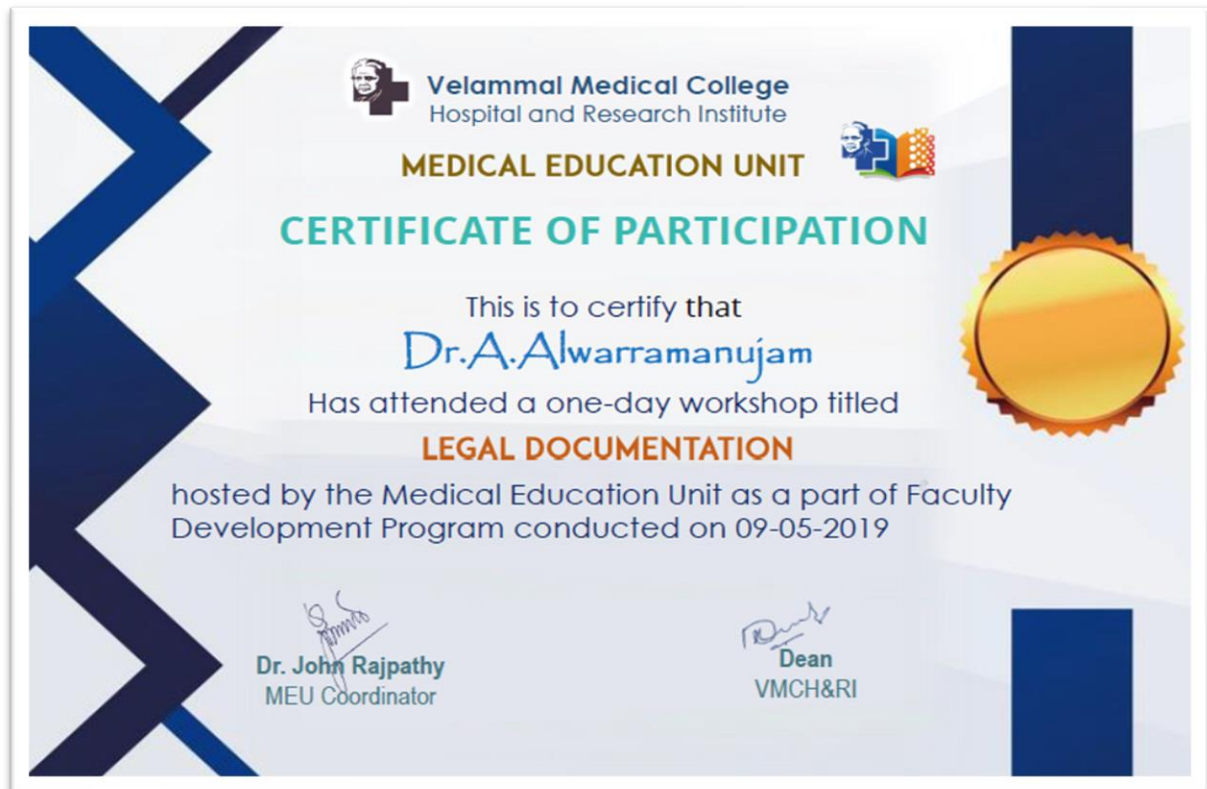 Velammal Medical College
Hospital and Research Institute
MEDICAL EDUCATION UNIT
CERTIFICATE OF PARTICIPATION
This is to certify that
Dr.A.Alwarramanujam
Has attended a one-day workshop titled
LEGAL DOCUMENTATION
hosted by the Medical Education Unit as a part of Faculty
Development Program conducted on 09-05-2019
Dr. John Rajpathy
MEU Coordinator
Dean
VMCH&RI